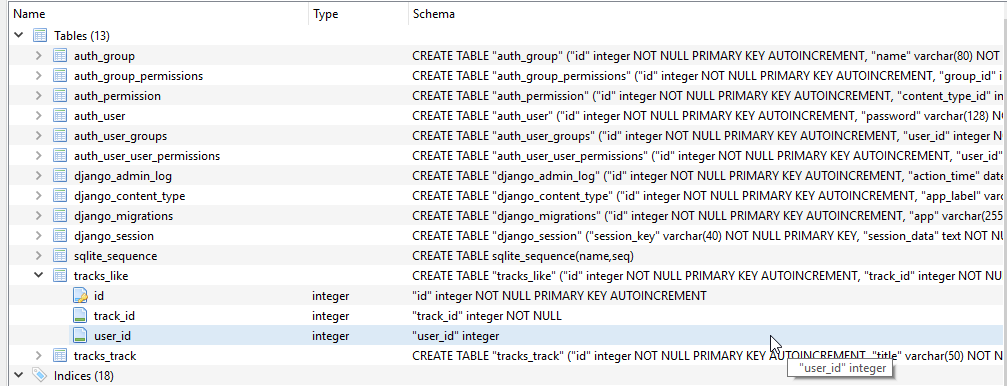 Name Type Schema
Tables (13)
auth_group CREATE TABLE "auth_group" ("id" integer NOT NULL PRIMARY KEY AUTOINCREMENT, "name" varchar(80) NOT
auth_group_permissions CREATE TABLE "auth_group_permissions" ("id" integer NOT NULL PRIMARY KEY AUTOINCREMENT, "group_id" i
auth_permission CREATE TABLE "auth_permission" ("id" integer NOT NULL PRIMARY KEY AUTOINCREMENT, "content_type_id" in
auth_user CREATE TABLE "auth_user" ("id" integer NOT NULL PRIMARY KEY AUTOINCREMENT, "password" varchar(128) NO
auth_user_groups CREATE TABLE "auth_user_groups" ("id" integer NOT NULL PRIMARY KEY AUTOINCREMENT, "user_id" integer N
auth_user_user_permissions CREATE TABLE "auth_user_user_permissions" ("id" integer NOT NULL PRIMARY KEY AUTOINCREMENT, "user_id"
django_admin_log CREATE TABLE "django_admin_log" ("id" integer NOT NULL PRIMARY KEY AUTOINCREMENT, "action_time" date
django_content_type CREATE TABLE "django_content_type" ("id" integer NOT NULL PRIMARY KEY AUTOINCREMENT, "app_label" varc
django_migrations CREATE TABLE "django_migrations" ("id" integer NOT NULL PRIMARY KEY AUTOINCREMENT, "app" varchar(255
django_session CREATE TABLE "django_session" ("session_key" varchar(40) NOT NULL PRIMARY KEY, "session_data" text NOT N
sqlite_sequence CREATE TABLE sqlite_sequence(name,seq)
tracks_like CREATE TABLE "tracks_like" ("id" integer NOT NULL PRIMARY KEY AUTOINCREMENT, "track_id" integer NOT NU
id integer "id" integer NOT NULL PRIMARY KEY AUTOINCREMENT
track_id integer "track_id" integer NOT NULL
user_id integer "user_id" integer
tracks_track CREATE TABLE "tracks_track" ("id" integer NOT NULL PRIMARY KEY AUTOINCREMENT, "title" varchar(50) NOT N
"user_id" integer
Indices (18)